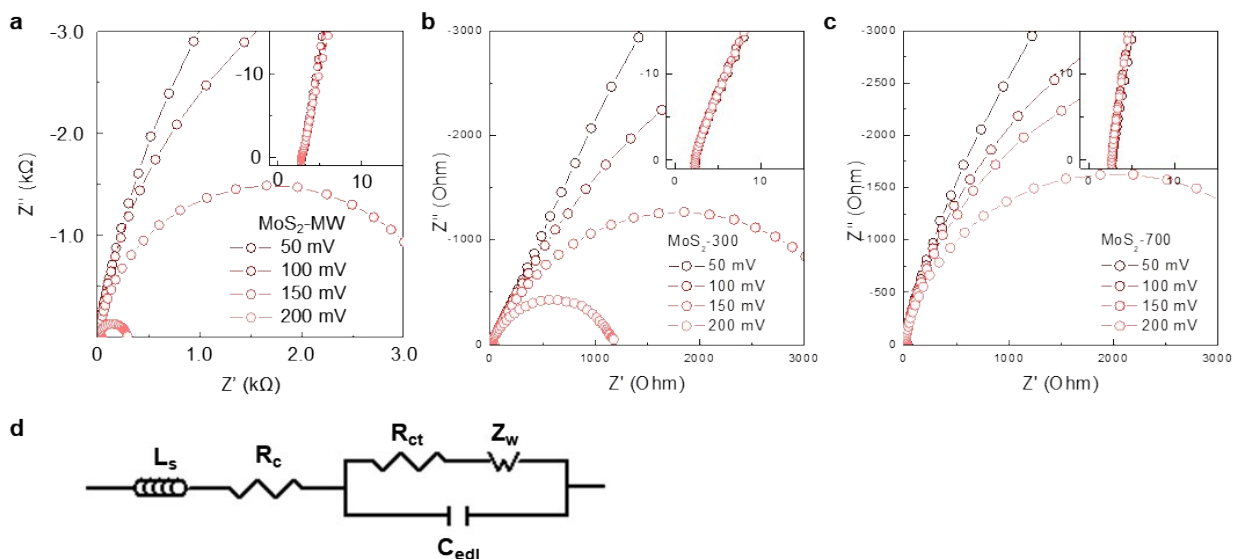 a
-3.0
-2.0
-1.0
Z'' (kΩ)
0
1.0
2.0
3.0
Z' (kΩ)
-10
0
0
10
MoS2-MW
50 mV
100 mV
150 mV
200 mV
b
-3000
-2000
-1000
0
Z'' (Ohm)
0
1000
2000
3000
Z' (Ohm)
-10
0
0
10
MoS2-300
50 mV
100 mV
150 mV
200 mV
c
-3000
-2500
-2000
-1500
-1000
-500
0
Z'' (Ohm)
0
1000
2000
3000
Z' (Ohm)
-10
0
0
10
MoS2-700
50 mV
100 mV
150 mV
200 mV
d
Ls
Rc
Rct
Zw
Cedl